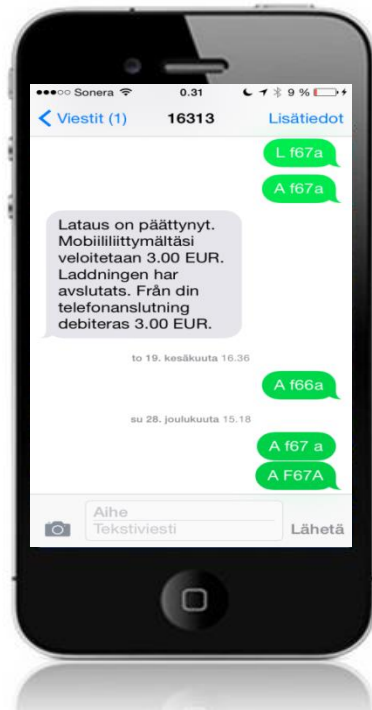 ●●●○○ Sonera 0.31 9 %
Viestit (1) 16313 Lisätiedot
L f67a
A f67a
Lataus on päättynyt.
Mobiililiittymältäsi
veloitetaan 3.00 EUR.
Laddningen har
avslutats. Från din
telefonanslutning
debiteras 3.00 EUR.
to 19. kesäkuuta 16.36
A f66a
su 28. joulukuuta 15.18
A f67 a
A F67A
Aihe
Tekstiviesti Lähetä